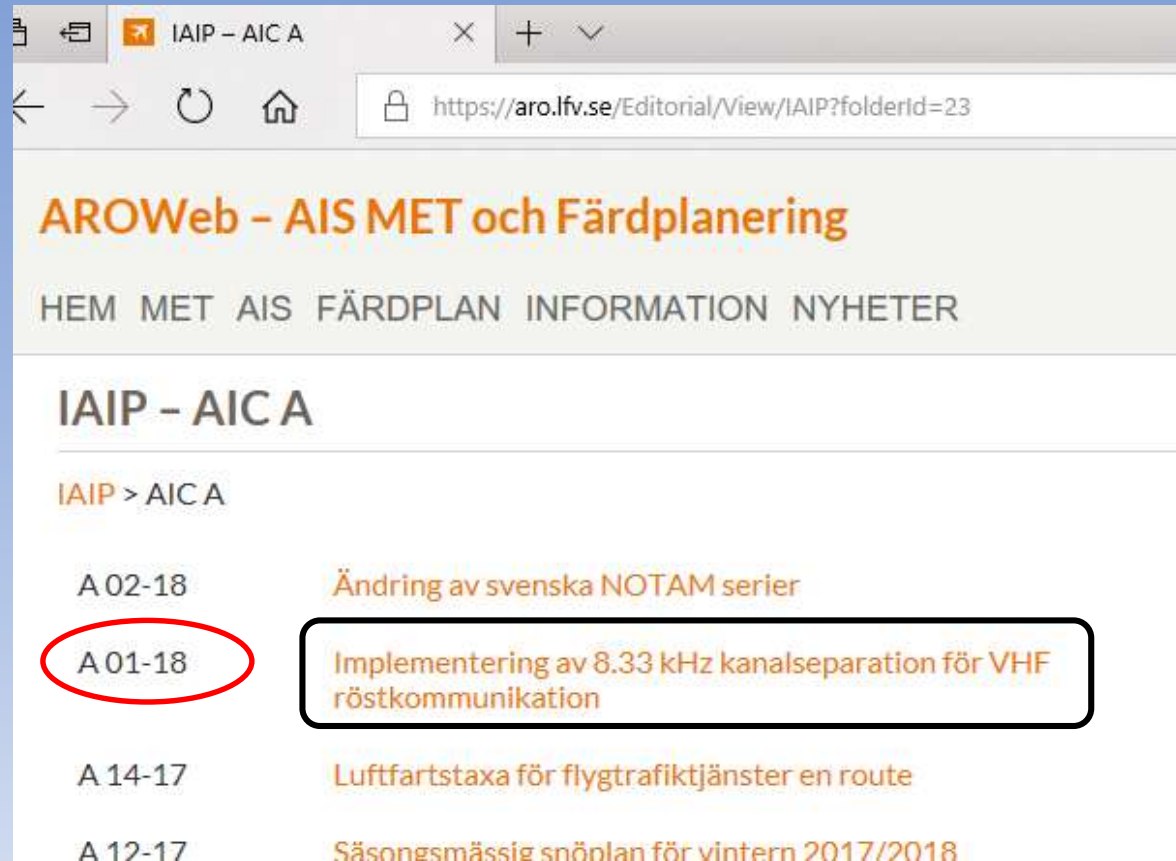 IAIP – AIC A
https://aro.lfv.se/Editorial/View/IAIP?folderId=23
AROWeb – AIS MET och Färdplanering
HEM MET AIS FÄRDPLAN INFORMATION NYHETER
IAIP – AIC A
IAIP > AIC A
A 02-18 Ändring av svenska NOTAM serier
A 01-18 Implementering av 8.33 kHz kanalseparation för VHF
röstkommunikation
A 14-17 Luftfartstaxa för flygtrafiktjänster en route
A 12-17 Säsongsmässig snöplan för vintern 2017/2018